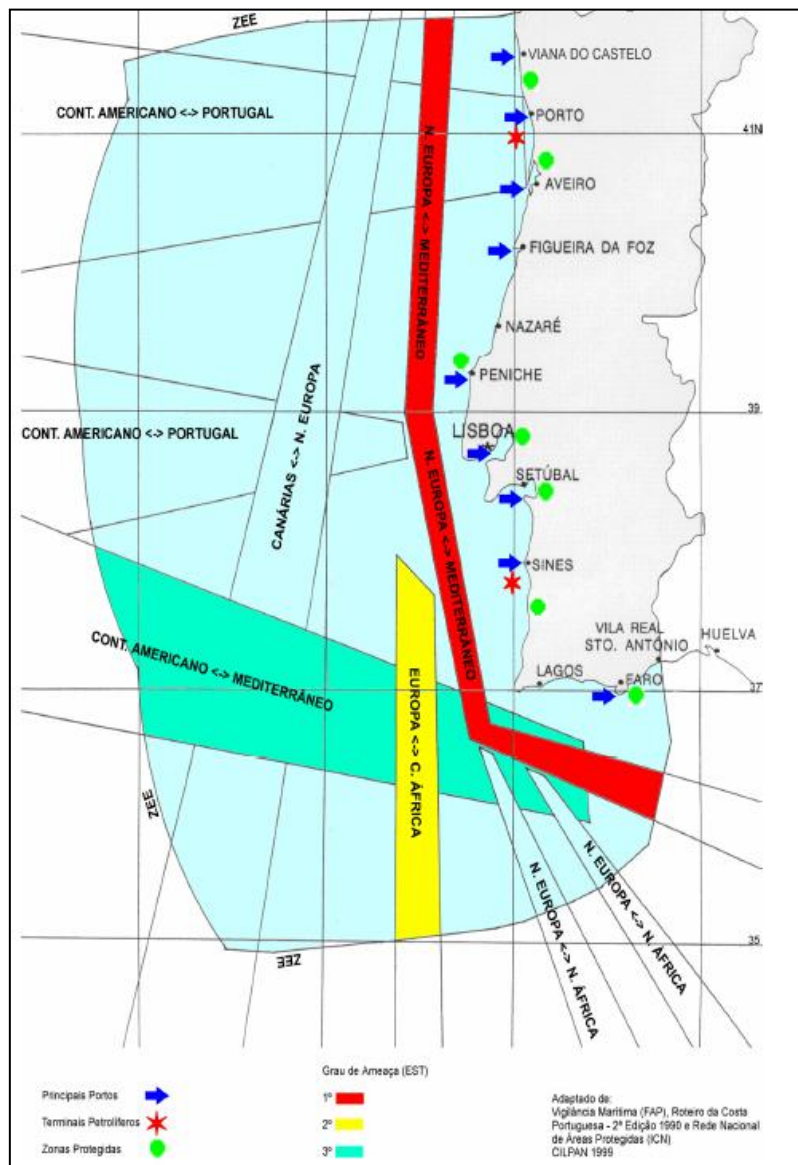 ZEE
VIANA DO CASTELO
CONT. AMERICANO <-> PORTUGAL
PORTO
41N
N. EUROPA <-> MEDITERRÂNEO
AVEIRO
FIGUEIRA DA FOZ
NAZARÉ
PENICHE
39
CONT. AMERICANO <-> PORTUGAL
LISBOA
CANÁRIAS <-> N. EUROPA
SETÚBAL
N. EUROPA <-> MEDITERRÂNEO
SINES
VILA REAL
STO. ANTÓNIO
HUELVA
CONT. AMERICANO <-> MEDITERRÂNEO
LAGOS
FARO
37
EUROPA <-> C. ÁFRICA
ZEE
N. EUROPA <-> N. ÁFRICA
N. EUROPA <-> N. ÁFRICA
35
ZEE
Principais Portos
Terminais Petrolíferos
Zonas Protegidas
Grau de Ameaça (EST)
1º
2º
3º
Adaptado de:
Vigilância Marítima (FAP), Roteiro da Costa
Portuguesa - 2ª Edição 1990 e Rede Nacional
de Áreas Protegidas (ICN)
CILPAN 1999